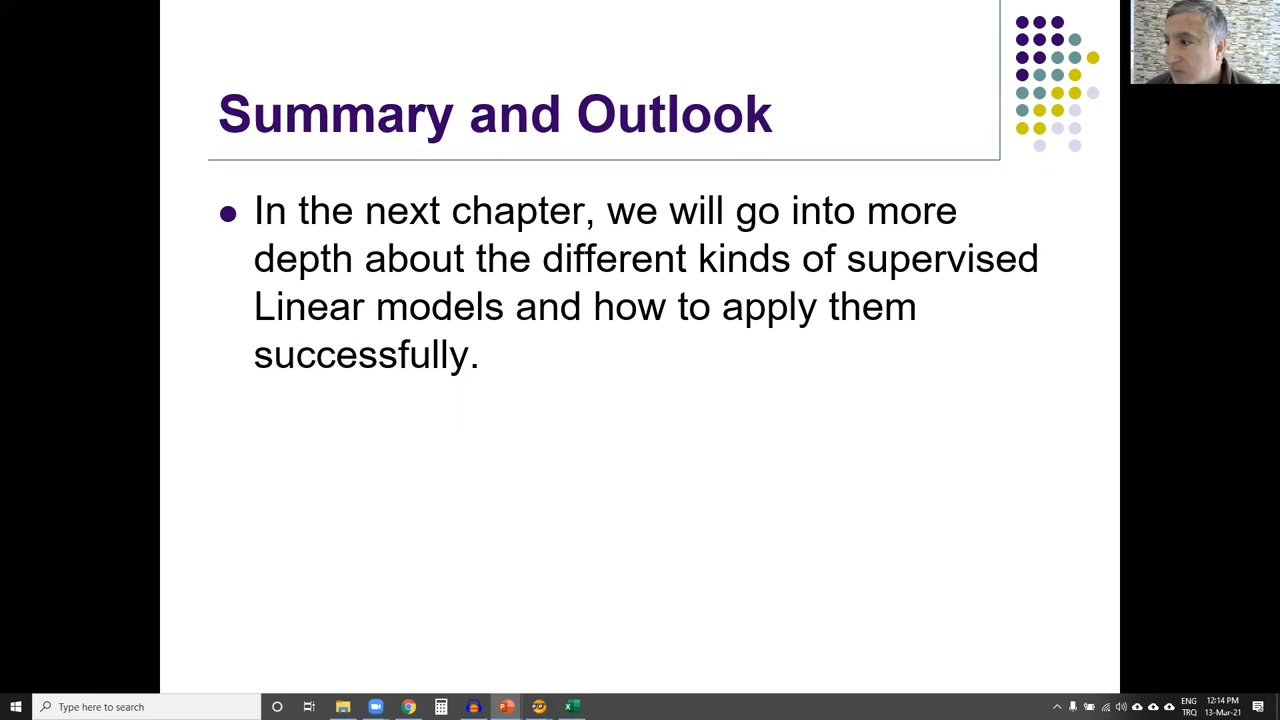 Summary and Outlook
In the next chapter, we will go into more
depth about the different kinds of supervised
Linear models and how to apply them
successfully.
Type here to search
ENG
TRQ
12:14 PM
13-Mar-21